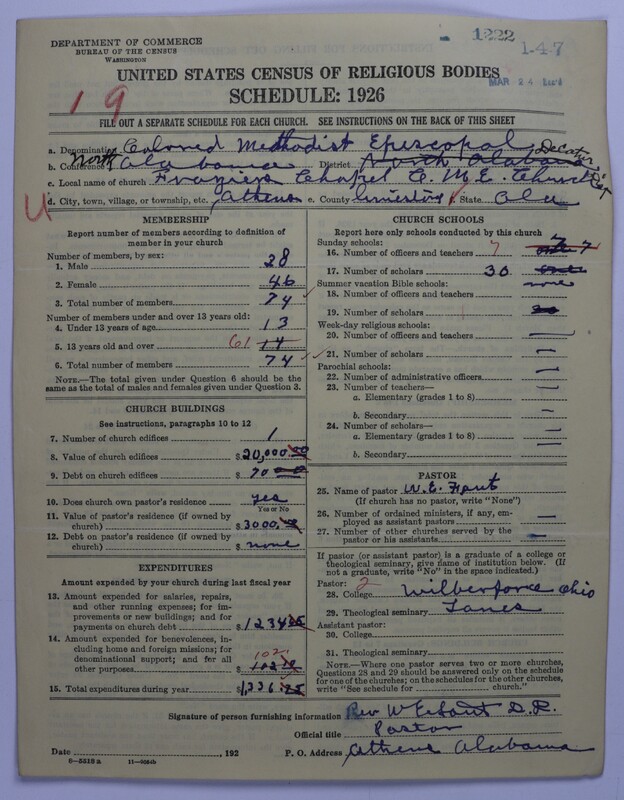 1222
147
DEPARTMENT OF COMMERCE
BUREAU OF THE CENSUS
WASHINGTON
MAR 24
UNITED STATES CENSUS OF RELIGIOUS BODIES
SCHEDULE: 1926
19
FILL OUT A SEPARATE SCHEDULE FOR EACH CHURCH. SEE INSTRUCTIONS ON THE BACK OF THIS SHEET
a. Denomination Colored Methodist Episcopal
b. Conference North Alabama District North Alabama Decatur Dist
c. Local name of church Fraziers Chapel C. M. E. Church
U
d. City, town, village, or township, etc. Athens e. County Limestone f. State Ala
MEMBERSHIP
Report number of members according to definition of member in your church
Number of members, by sex:
1. Male 28
2. Female 46
3. Total number of members 74
Number of members under and over 13 years old:
4. Under 13 years of age 13
5. 13 years old and over 61
6. Total number of members 74
NOTE.—The total given under Question 6 should be the same as the total of males and females given under Question 3.
CHURCH BUILDINGS
See instructions, paragraphs 10 to 12
7. Number of church edifices 1
8. Value of church edifices $20,000.00
9. Debt on church edifices $ 70
10. Does church own pastor's residence Yes
Yes or No
11. Value of pastor's residence (if owned by church) $3000.
12. Debt on pastor's residence (if owned by church) $ none
EXPENDITURES
Amount expended by your church during last fiscal year
13. Amount expended for salaries, repairs, and other running expenses; for improvements or new buildings; and for payments on church debt $1234
14. Amount expended for benevolences, including home and foreign missions; for denominational support; and for all other purposes $ 102
15. Total expenditures during year $1,336
CHURCH SCHOOLS
Report here only schools conducted by this church
Sunday schools:
16. Number of officers and teachers 7 7
17. Number of scholars 30
Summer vacation Bible schools: none
18. Number of officers and teachers
19. Number of scholars
Week-day religious schools:
20. Number of officers and teachers —
21. Number of scholars —
Parochial schools:
22. Number of administrative officers —
23. Number of teachers—
a. Elementary (grades 1 to 8) —
b. Secondary —
24. Number of scholars—
a. Elementary (grades 1 to 8) —
b. Secondary —
PASTOR
25. Name of pastor W. E.
(If church has no pastor, write "None")
26. Number of ordained ministers, if any, employed as assistant pastors —
27. Number of other churches served by the pastor or his assistants —
If pastor (or assistant pastor) is a graduate of a college or theological seminary, give name of institution below. (If not a graduate, write "No" in the space indicated.)
Pastor: 2
28. College Wilberforce Ohio
29. Theological seminary Lanes
Assistant pastor:
30. College
31. Theological seminary
NOTE.—Where one pastor serves two or more churches, Questions 28 and 29 should be answered only on the schedule for one of the churches; on the schedules for the other churches, write "See schedule for ........ church."
Signature of person furnishing information Rev W E
Official title Pastor
Date , 192 P. O. Address Athens Alabama